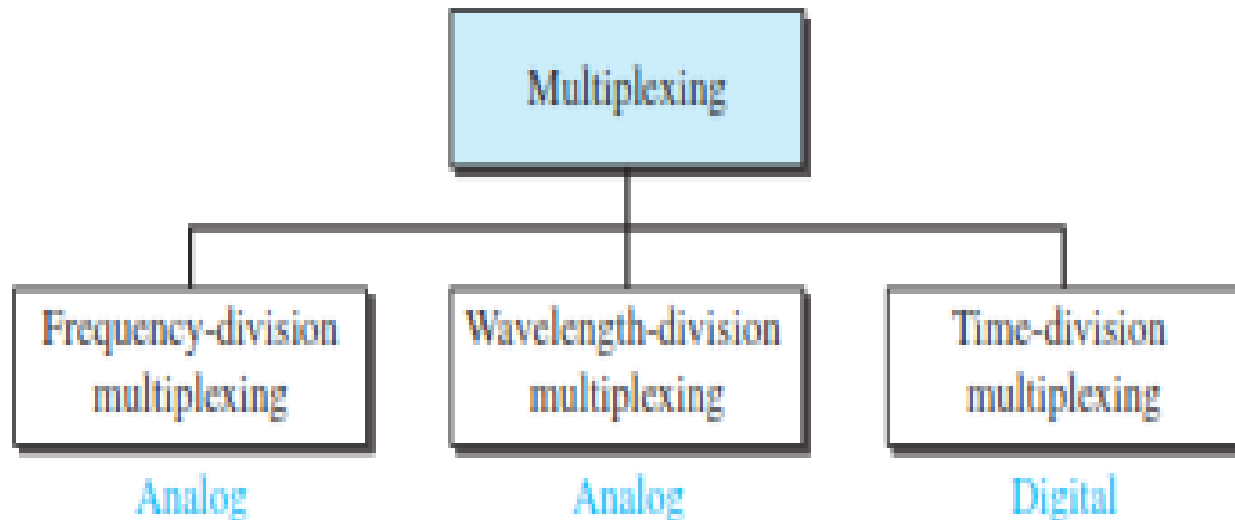 Multiplexing
Frequency-division
multiplexing
Wavelength-division
multiplexing
Time-division
multiplexing
Analog
Analog
Digital